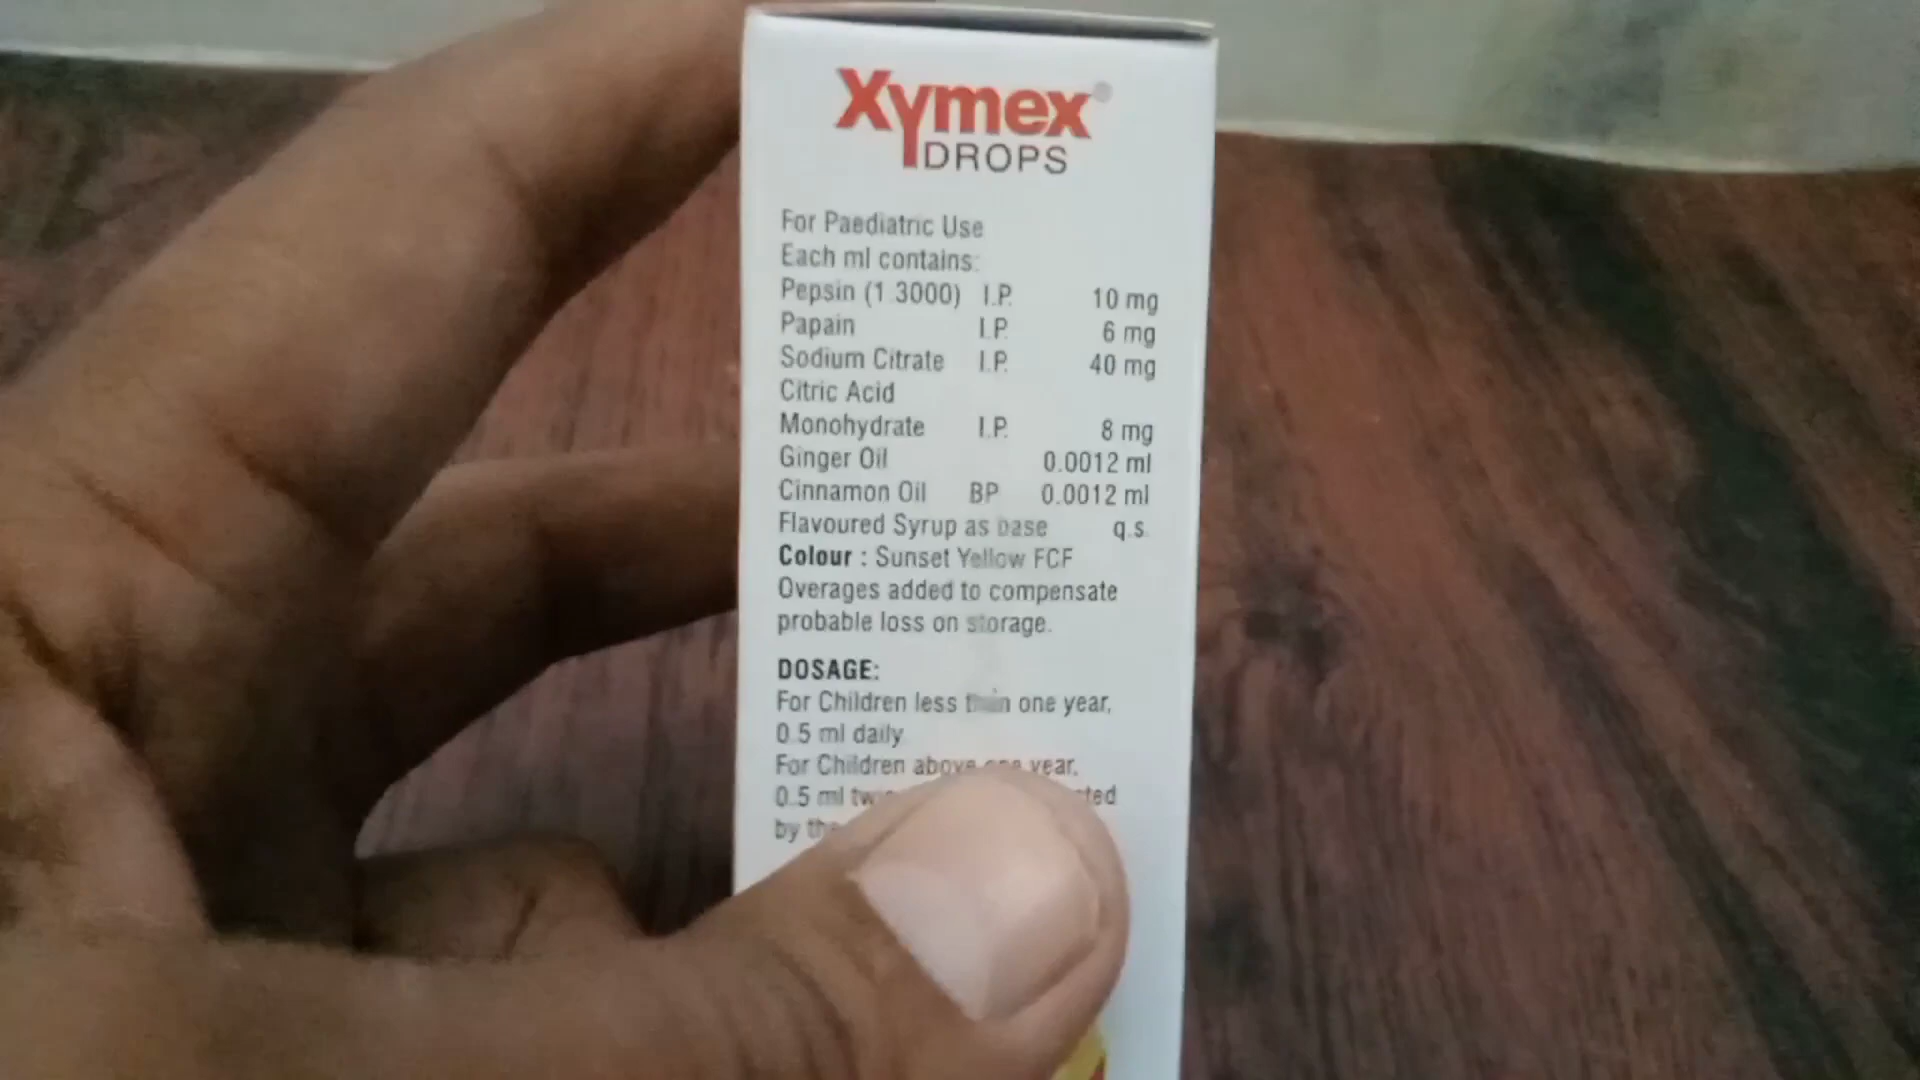 Xymex®
DROPS
For Paediatric Use
Each ml contains:
Pepsin (1 3000) I.P. 10 mg
Papain I.P. 6 mg
Sodium Citrate I.P. 40 mg
Citric Acid
Monohydrate I.P. 8 mg
Ginger Oil 0.0012 ml
Cinnamon Oil BP 0.0012 ml
Flavoured Syrup as base q.s.
Colour : Sunset Yellow FCF
Overages added to compensate
probable loss on storage.
DOSAGE:
For Children less than one year,
0.5 ml daily
For Children above one year,
0.5 ml
by